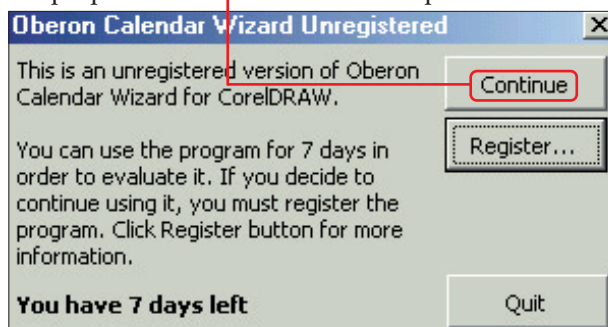 Oberon Calendar Wizard Unregistered
This is an unregistered version of Oberon
Calendar Wizard for CorelDRAW.
Continue
You can use the program for 7 days in
order to evaluate it. If you decide to
continue using it, you must register the
program. Click Register button for more
information.
Register...
You have 7 days left
Quit